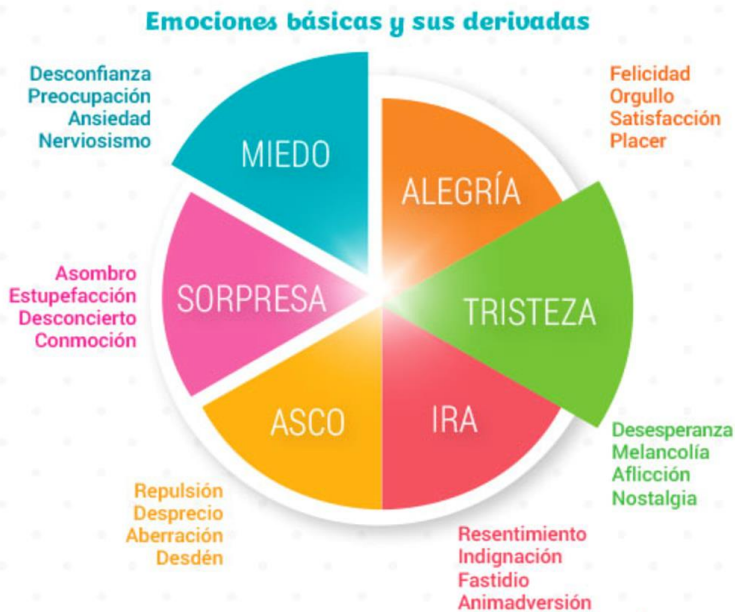 Emociones básicas y sus derivadas
Desconfianza
Preocupación
Ansiedad
Nerviosismo
MIEDO
Felicidad
Orgullo
Satisfacción
Placer
ALEGRÍA
Asombro
Estupefacción
Desconcierto
Conmoción
SORPRESA
TRISTEZA
Desesperanza
Melancolía
Aflicción
Nostalgia
ASCO
Repulsión
Desprecio
Aberración
Desdén
IRA
Resentimiento
Indignación
Fastidio
Animadversión